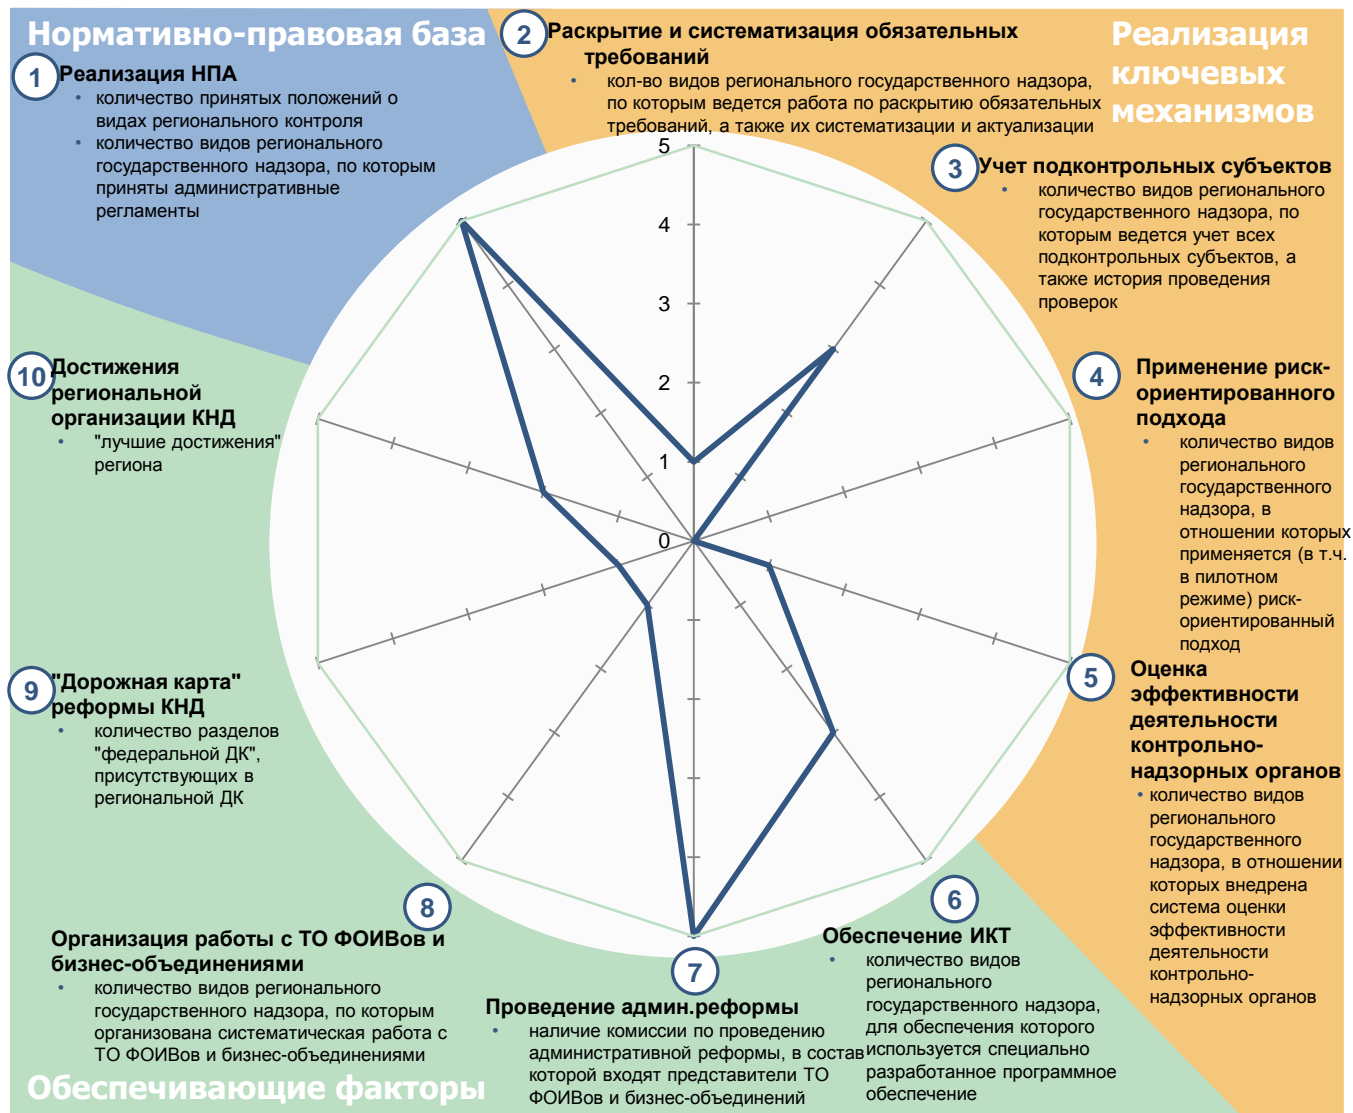 Нормативно-правовая база
1
Реализация НПА
• количество принятых положений о
видах регионального контроля
• количество видов регионального
государственного надзора, по которым
приняты административные
регламенты
2
Раскрытие и систематизация обязательных
требований
• кол-во видов регионального государственного надзора,
по которым ведется работа по раскрытию обязательных
требований, а также их систематизации и актуализации
Реализация
ключевых
механизмов
3
Учет подконтрольных субъектов
• количество видов регионального
государственного надзора, по
которым ведется учет всех
подконтрольных субъектов, а
также история проведения
проверок
4
Применение риск-
ориентированного
подхода
• количество видов
регионального
государственного
надзора, в
отношении которых
применяется (в т.ч.
в пилотном
режиме) риск-
ориентированный
подход
5
Оценка
эффективности
деятельности
контрольно-
надзорных органов
• количество видов
регионального
государственного
надзора, в отношении
которых внедрена
система оценки
эффективности
деятельности
контрольно-
надзорных органов
6
Обеспечение ИКТ
• количество видов
регионального
государственного надзора,
для обеспечения которого
используется специально
разработанное программное
обеспечение
7
Проведение админ.реформы
• наличие комиссии по проведению
административной реформы, в состав
которой входят представители ТО
ФОИВов и бизнес-объединений
8
Организация работы с ТО ФОИВов и
бизнес-объединениями
• количество видов регионального
государственного надзора, по которым
организована систематическая работа с
ТО ФОИВов и бизнес-объединениями
9
"Дорожная карта"
реформы КНД
• количество разделов
"федеральной ДК",
присутствующих в
региональной ДК
10
Достижения
региональной
организации КНД
• "лучшие достижения"
региона
Обеспечивающие факторы
5
4
3
2
1
0